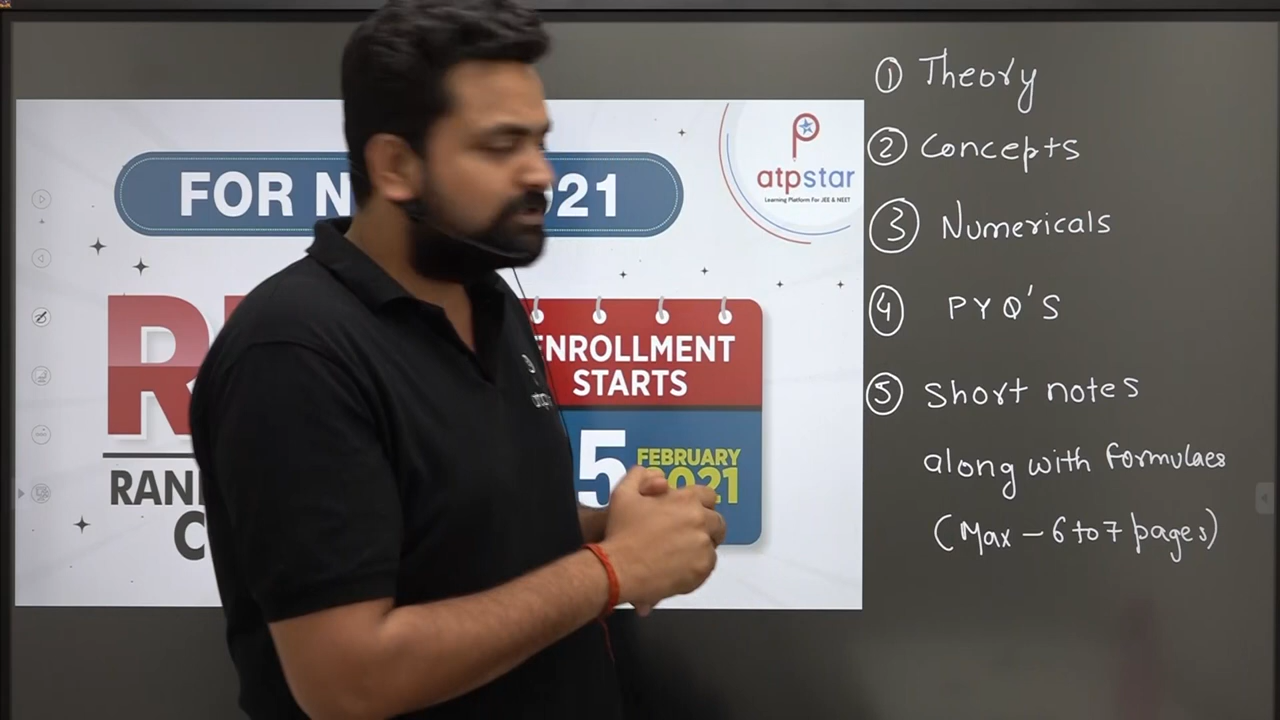 FOR N 21
atpstar
Learning Platform For JEE & NEET
ENROLLMENT
STARTS
5 FEBRUARY
2021
RAN
C
① Theory
② Concepts
③ Numericals
④ PYQ'S
⑤ Short notes
along with formulaes
(Max – 6 to 7 pages)